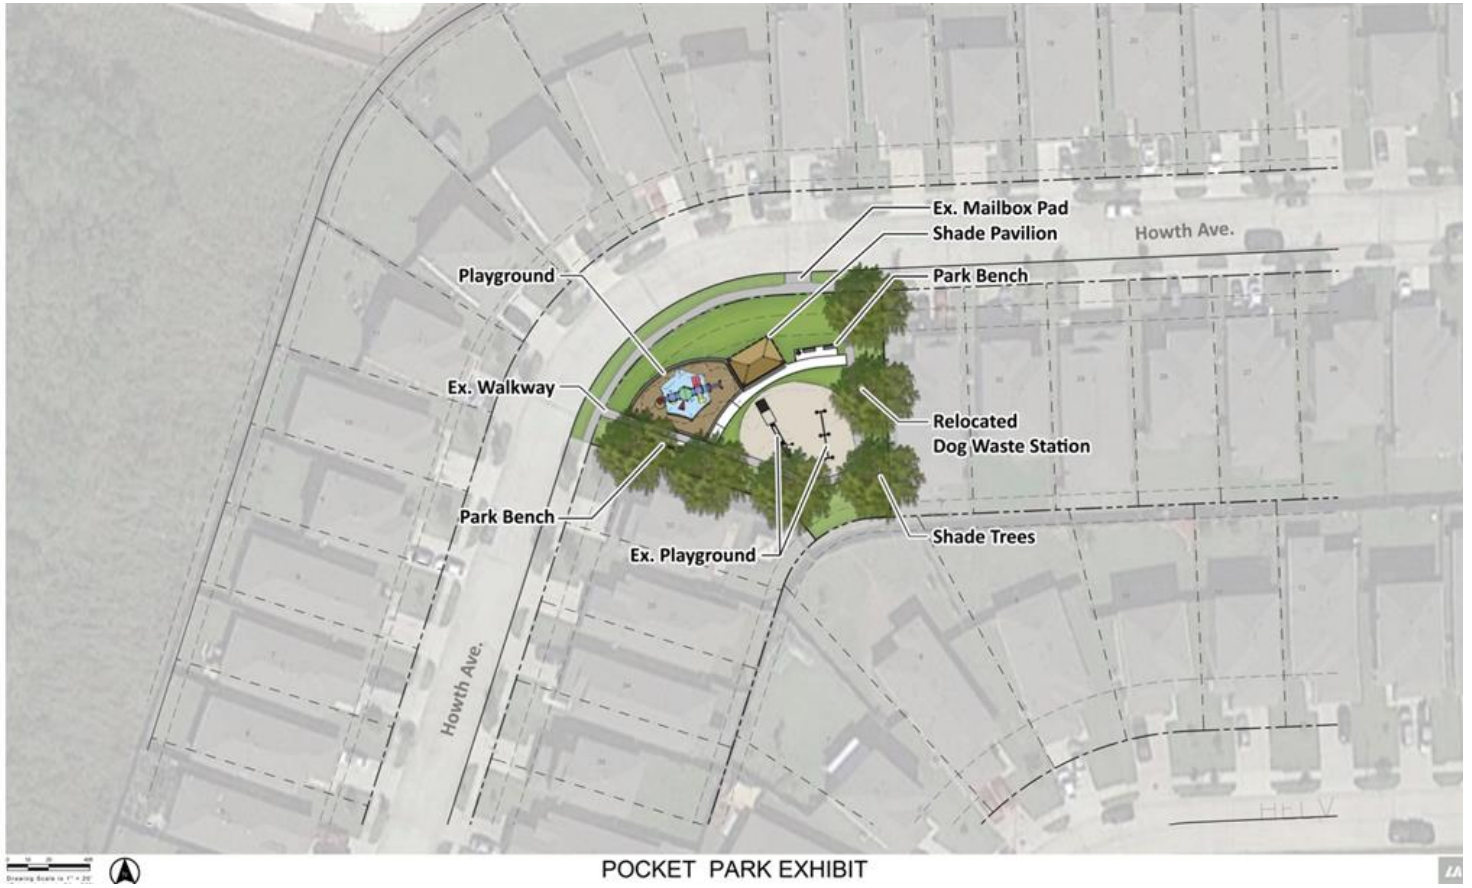 Ex. Mailbox Pad
Shade Pavilion
Howth Ave.
Playground
Park Bench
Ex. Walkway
Relocated
Dog Waste Station
Park Bench
Shade Trees
Ex. Playground
Howth Ave.
POCKET PARK EXHIBIT